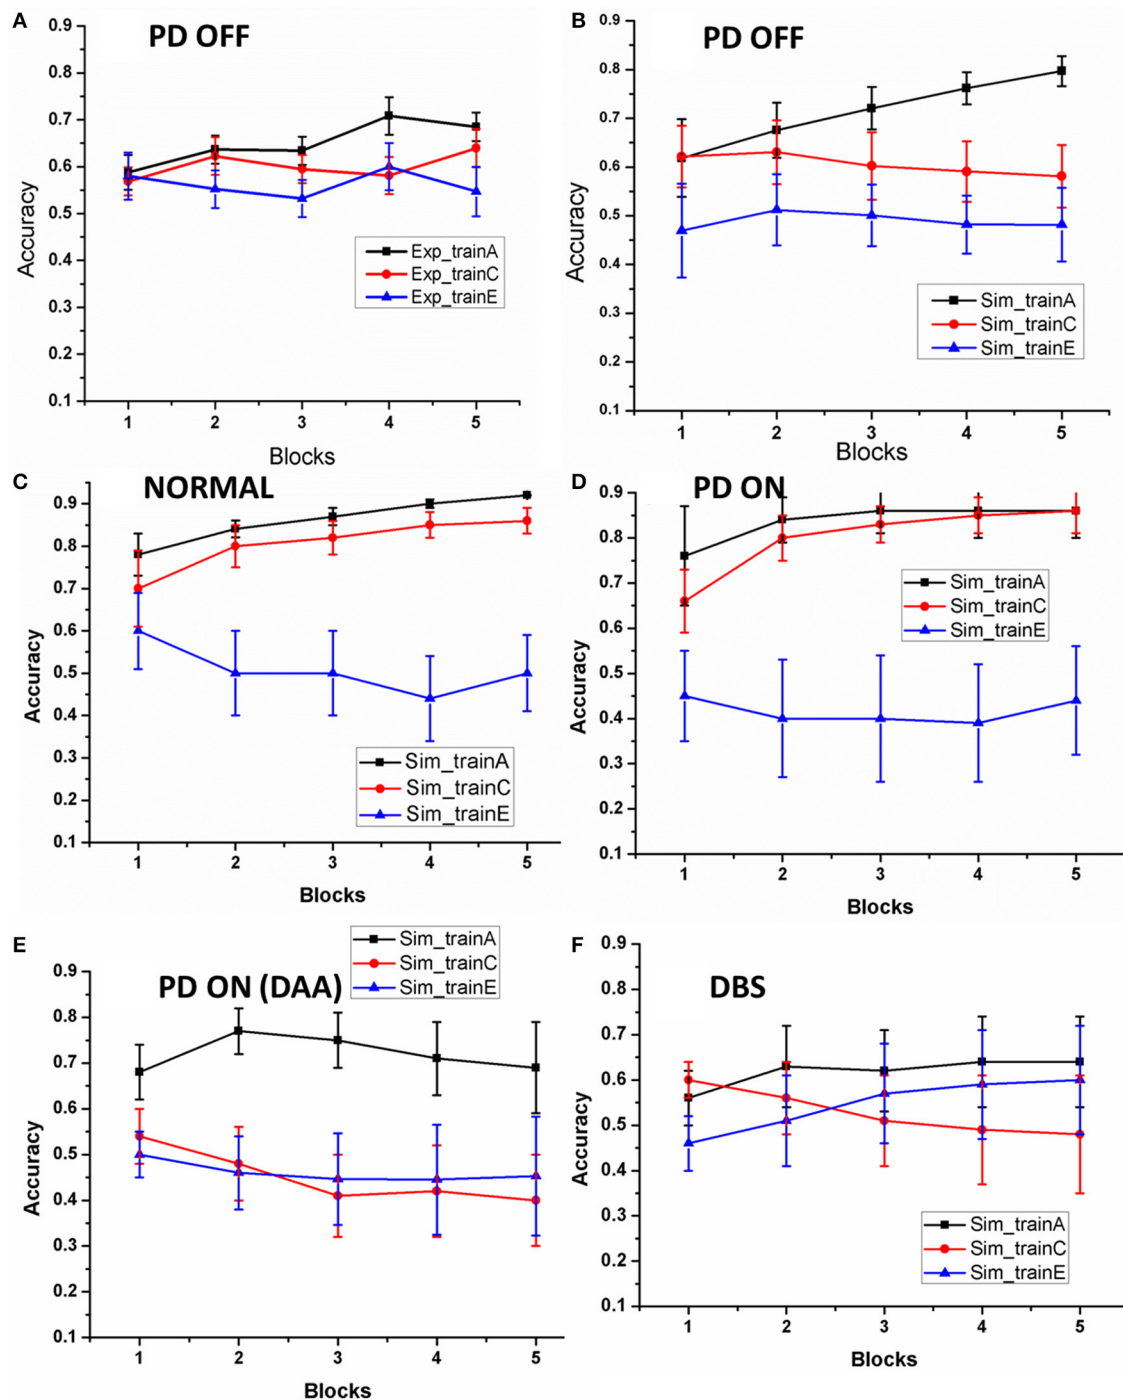 A
PD OFF
0.9
0.8
0.7
0.6
0.5
0.4
0.3
0.2
0.1
Accuracy
Exp_trainA
Exp_trainC
Exp_trainE
1 2 3 4 5
Blocks
B
PD OFF
0.9
0.8
0.7
0.6
0.5
0.4
0.3
0.2
0.1
Accuracy
Sim_trainA
Sim_trainC
Sim_trainE
1 2 3 4 5
Blocks
C
NORMAL
0.9
0.8
0.7
0.6
0.5
0.4
0.3
0.2
0.1
Accuracy
Sim_trainA
Sim_trainC
Sim_trainE
1 2 3 4 5
Blocks
D
PD ON
0.9
0.8
0.7
0.6
0.5
0.4
0.3
0.2
0.1
Accuracy
Sim_trainA
Sim_trainC
Sim_trainE
1 2 3 4 5
Blocks
E
Sim_trainA
Sim_trainC
Sim_trainE
PD ON (DAA)
0.9
0.8
0.7
0.6
0.5
0.4
0.3
0.2
0.1
Accuracy
1 2 3 4 5
Blocks
F
DBS
0.9
0.8
0.7
0.6
0.5
0.4
0.3
0.2
0.1
Accuracy
Sim_trainA
Sim_trainC
Sim_trainE
1 2 3 4 5
Blocks